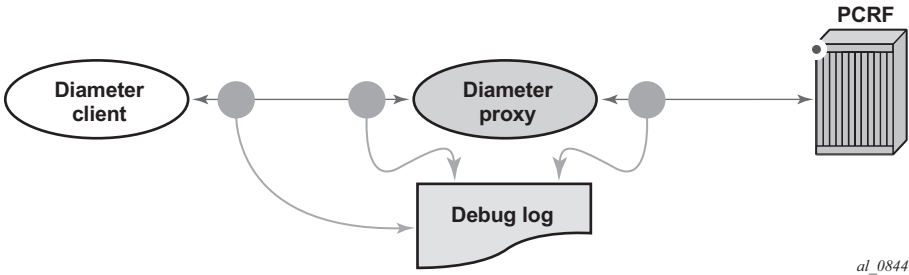 PCRF
Diameter
client
Diameter
proxy
Debug log
al_0844